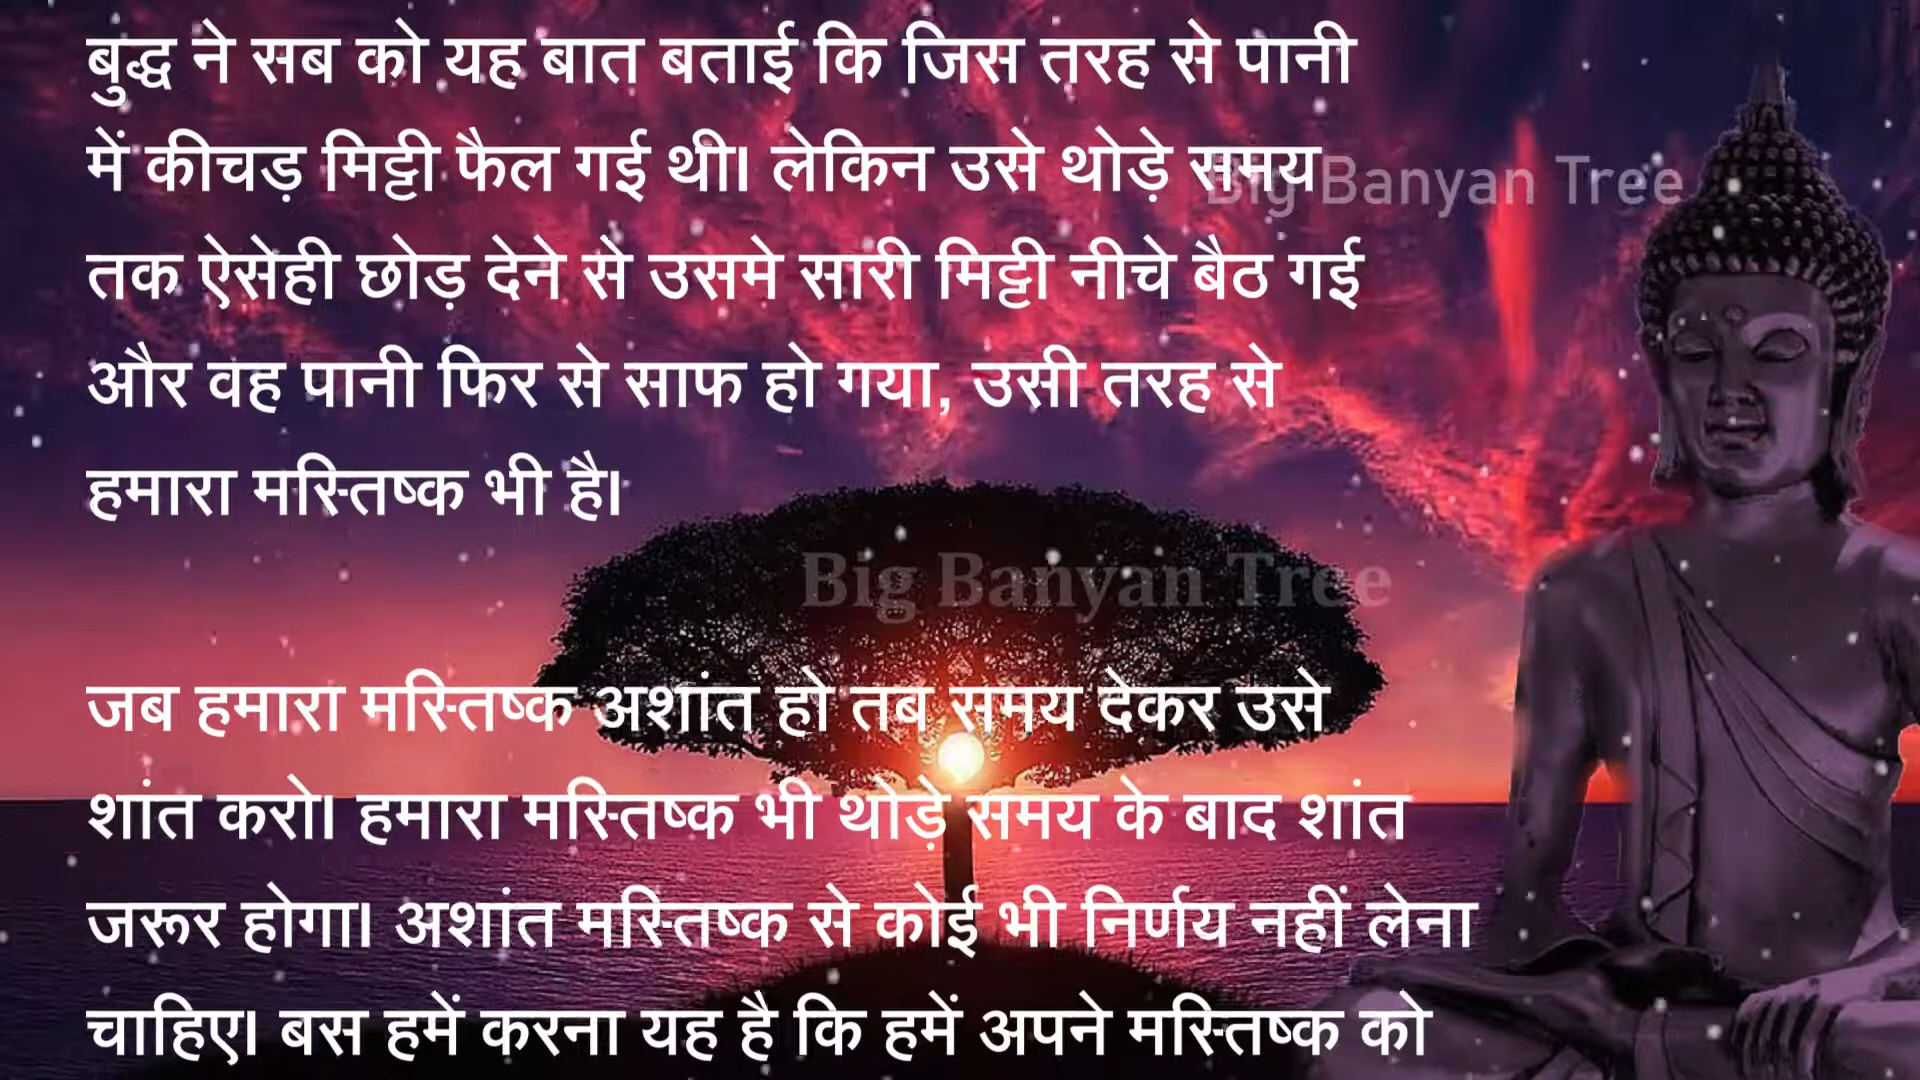 बुद्ध ने सब को यह बात बताई कि जिस तरह से पानी
में कीचड़ मिट्टी फैल गई थी। लेकिन उसे थोड़े समय
Big Banyan Tree
तक ऐसेही छोड़ देने से उसमे सारी मिट्टी नीचे बैठ गई
और वह पानी फिर से साफ हो गया, उसी तरह से
हमारा मस्तिष्क भी है।
Big Banyan Tree
जब हमारा मस्तिष्क अशांत हो तब समय देकर उसे
शांत करो। हमारा मस्तिष्क भी थोड़े समय के बाद शांत
जरूर होगा। अशांत मस्तिष्क से कोई भी निर्णय नहीं लेना
चाहिए। बस हमें करना यह है कि हमें अपने मस्तिष्क को